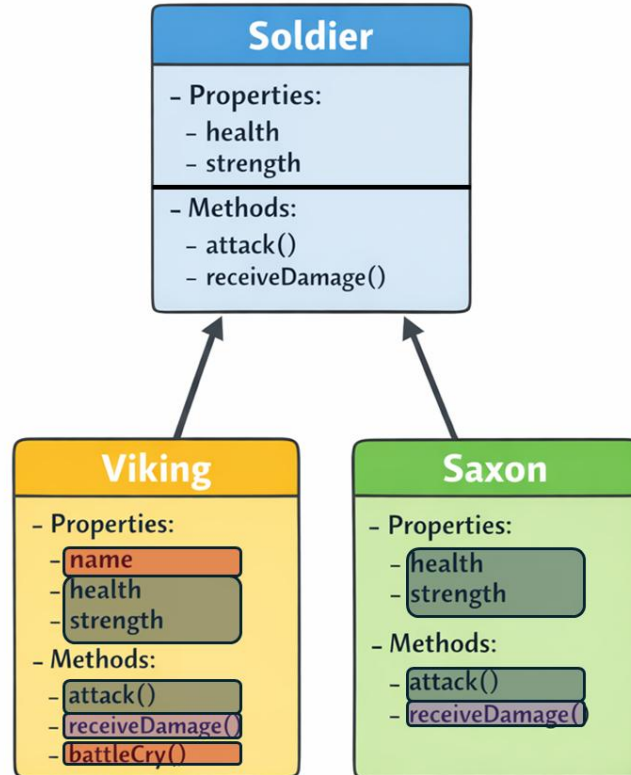 Soldier
- Properties:
- health
- strength
- Methods:
- attack()
- receiveDamage()
Viking
- Properties:
- name
- health
- strength
- Methods:
- attack()
- receiveDamage()
- battleCry()
Saxon
- Properties:
- health
- strength
- Methods:
- attack()
- receiveDamage()